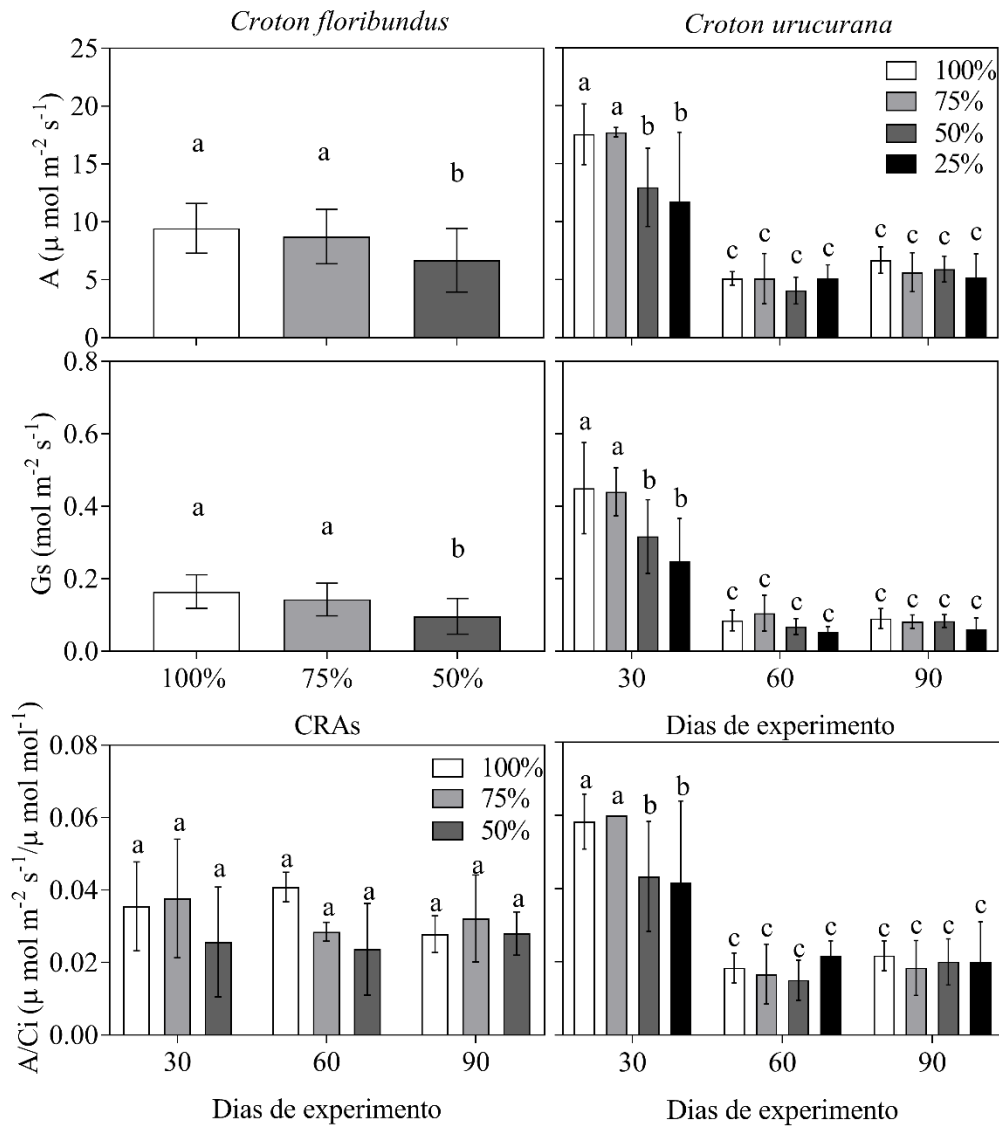 Croton floribundus
Croton urucurana
A (μ mol m⁻² s⁻¹)
25
20
15
10
5
0
a
a
b
100%
75%
50%
25%
a
a
b
b
c
c
c
c
c
c
c
c
Gs (mol m⁻² s⁻¹)
0.8
0.6
0.4
0.2
0.0
a
a
b
100%
75%
50%
CRAs
a
a
b
b
c
c
c
c
c
c
c
c
30
60
90
Dias de experimento
A/Ci (μ mol m⁻² s⁻¹/μ mol mol⁻¹)
0.08
0.06
0.04
0.02
0.00
100%
75%
50%
a
a
a
a
a
a
a
a
a
30
60
90
Dias de experimento
a
a
b
b
c
c
c
c
c
c
c
c
30
60
90
Dias de experimento